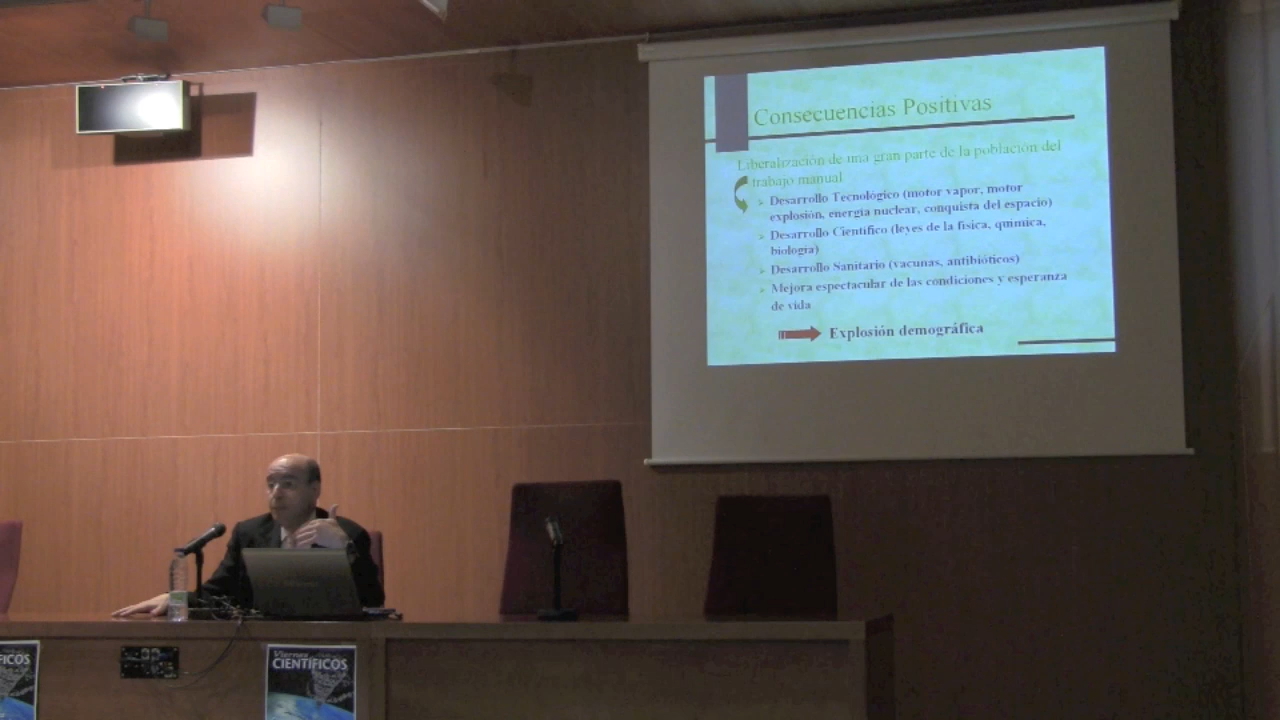 Consecuencias Positivas
Liberalización de una gran parte de la población del
trabajo manual
Desarrollo Tecnológico (motor vapor, motor
explosión, energía nuclear, conquista del espacio)
Desarrollo Científico (leyes de la física, química,
biología)
Desarrollo Sanitario (vacunas, antibióticos)
Mejora espectacular de las condiciones y esperanza
de vida
Explosión demográfica
FICOS
Viernes
CIENTÍFICOS